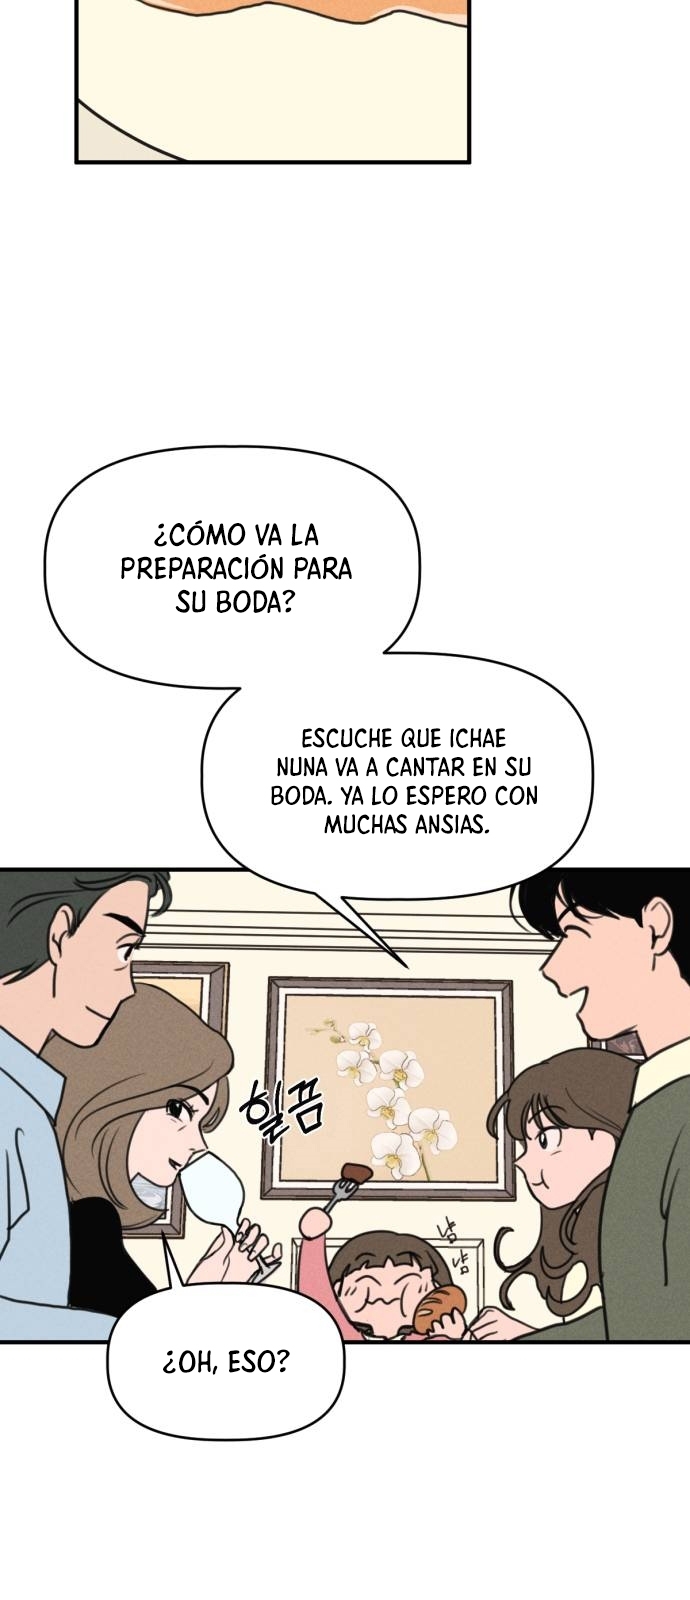 ¿CÓMO VA LA
PREPARACIÓN PARA
SU BODA?
ESCUCHE QUE ICHAE
NUNA VA A CANTAR EN SU
BODA. YA LO ESPERO CON
MUCHAS ANSIAS.
힐끔
냠
냠
¿OH, ESO?